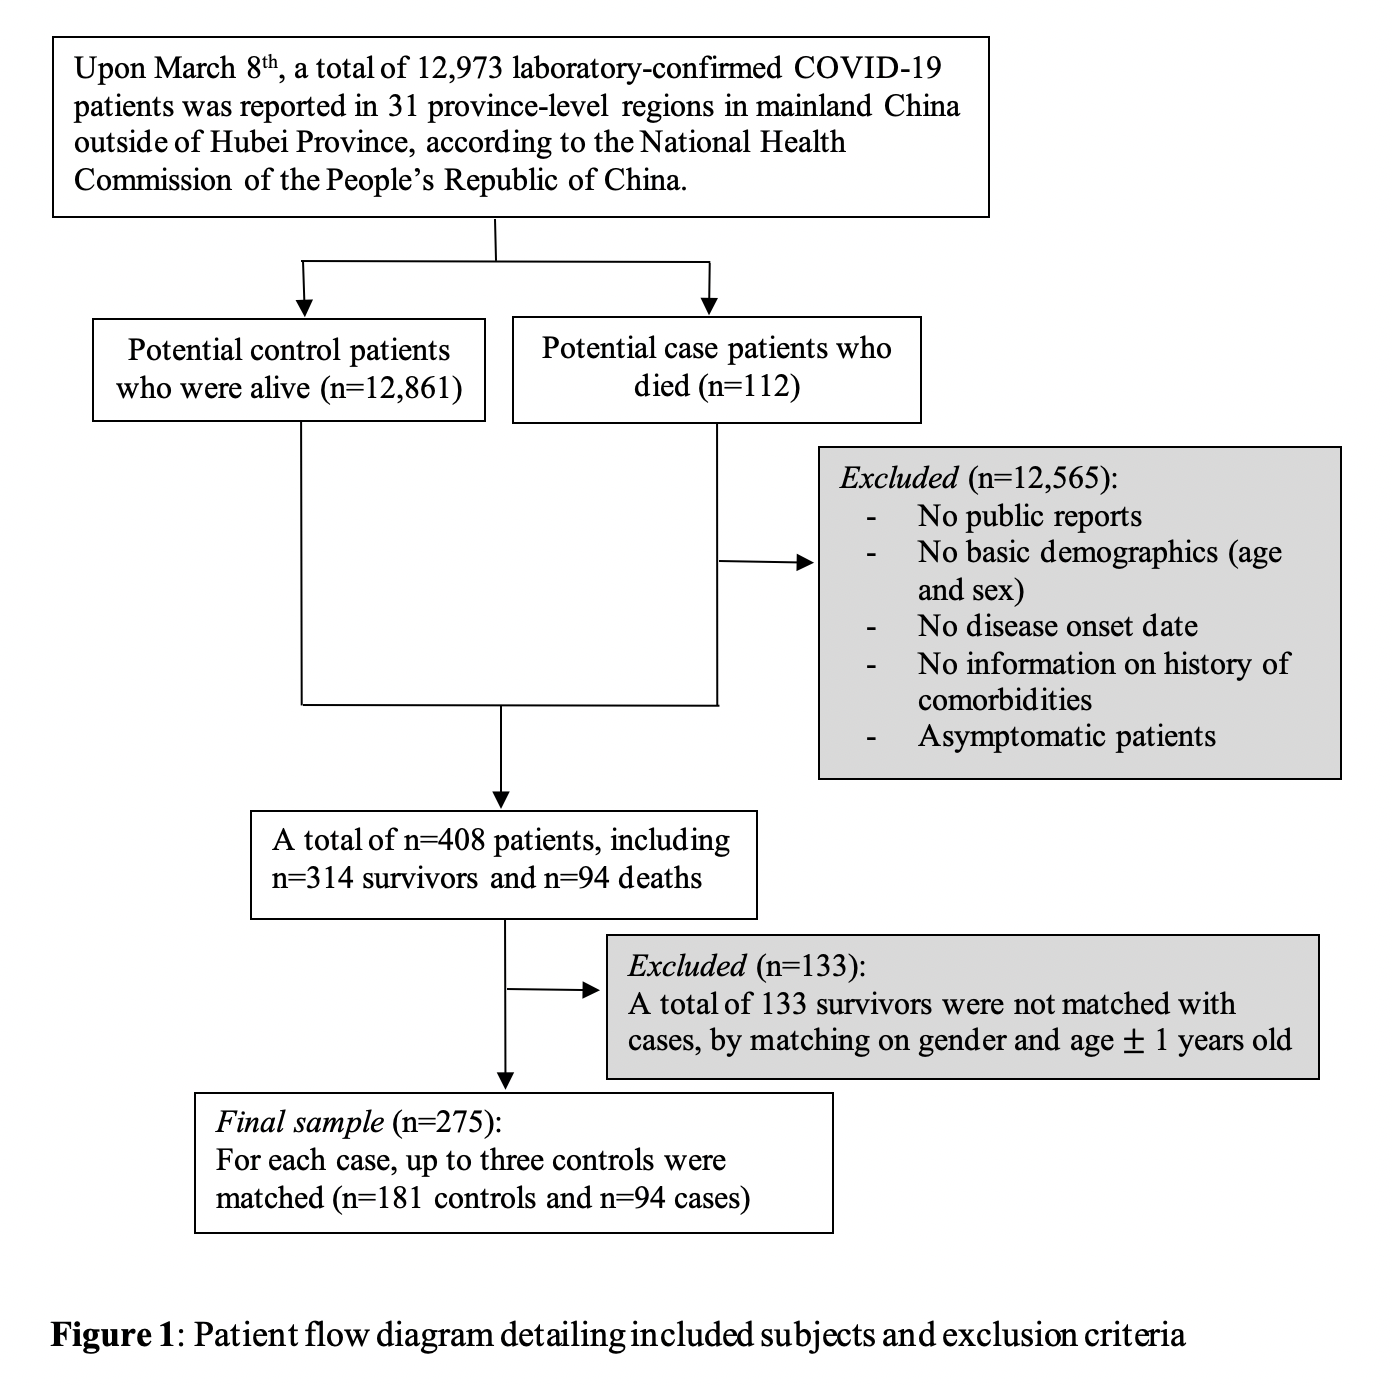 Upon March 8th, a total of 12,973 laboratory-confirmed COVID-19
patients was reported in 31 province-level regions in mainland China
outside of Hubei Province, according to the National Health
Commission of the People’s Republic of China.
Potential control patients
who were alive (n=12,861)
Potential case patients who
died (n=112)
Excluded (n=12,565):
- No public reports
- No basic demographics (age
and sex)
- No disease onset date
- No information on history of
comorbidities
- Asymptomatic patients
A total of n=408 patients, including
n=314 survivors and n=94 deaths
Excluded (n=133):
A total of 133 survivors were not matched with
cases, by matching on gender and age ± 1 years old
Final sample (n=275):
For each case, up to three controls were
matched (n=181 controls and n=94 cases)
Figure 1: Patient flow diagram detailing included subjects and exclusion criteria